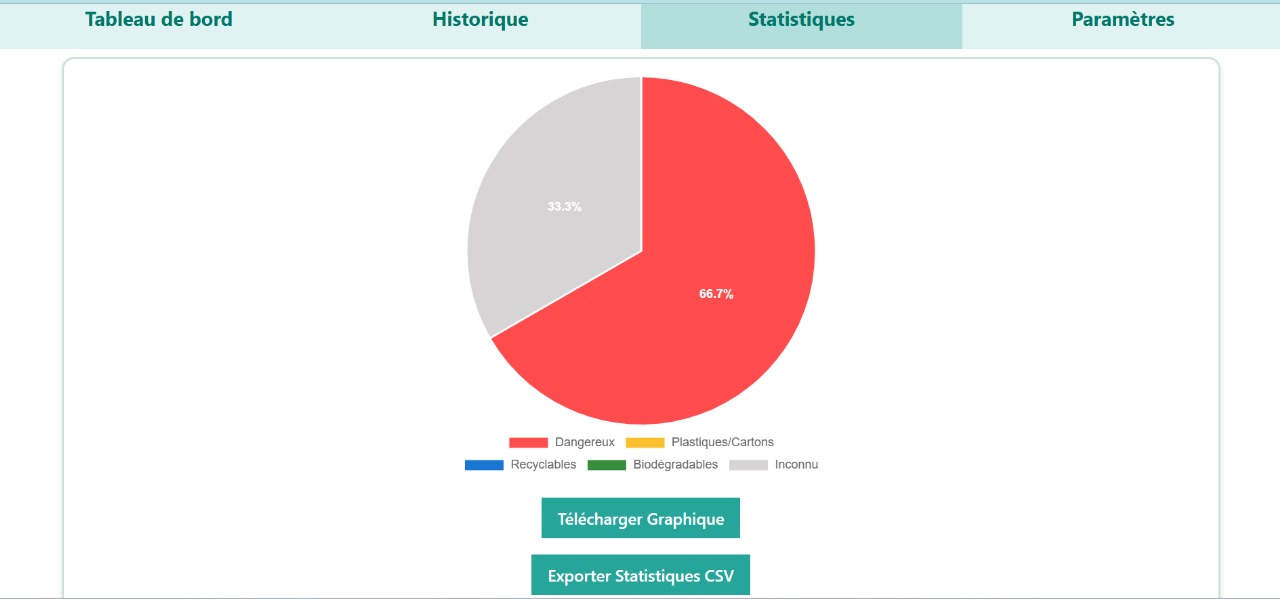 Tableau de bord Historique Statistiques Paramètres
33.3%
66.7%
Dangereux Plastiques/Cartons
Recyclables Biodégradables Inconnu
Télécharger Graphique
Exporter Statistiques CSV